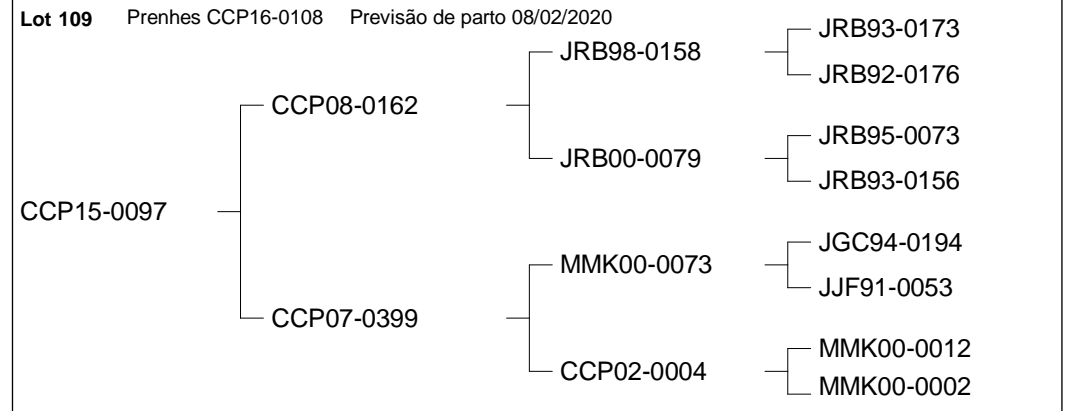 Lot 109 Prenhes CCP16-0108 Previsão de parto 08/02/2020
JRB93-0173
JRB98-0158
JRB92-0176
CCP08-0162
JRB95-0073
JRB00-0079
JRB93-0156
CCP15-0097
JGC94-0194
MMK00-0073
JJF91-0053
CCP07-0399
MMK00-0012
CCP02-0004
MMK00-0002